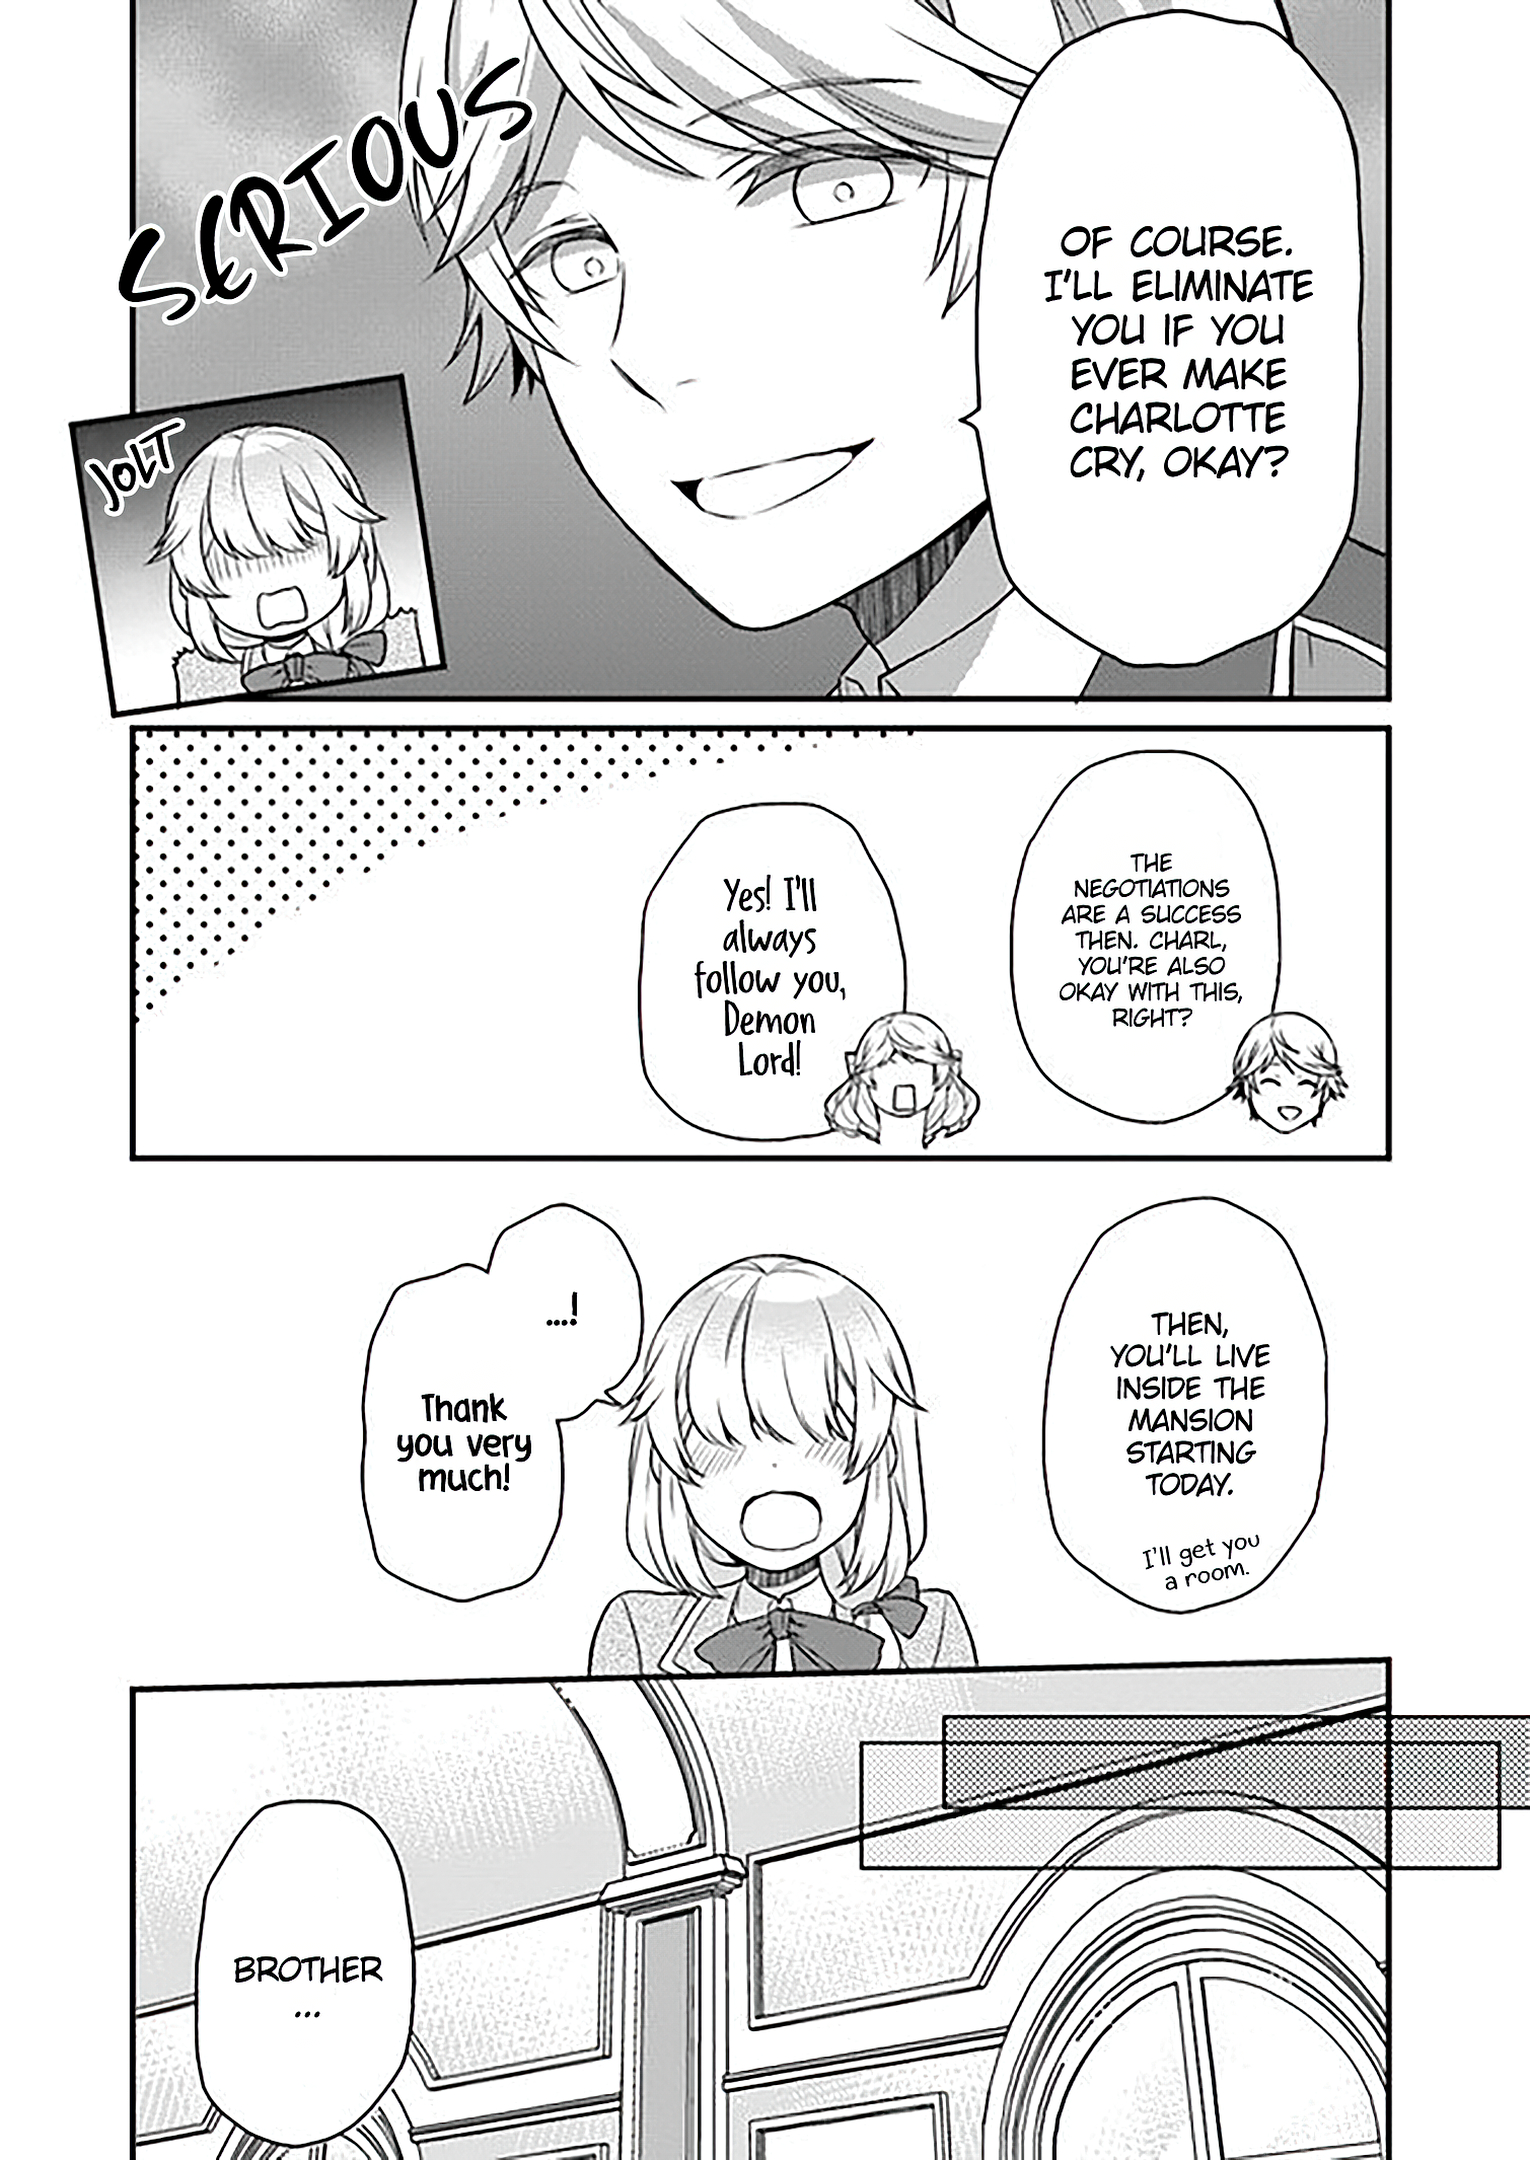 OF COURSE.
I'LL ELIMINATE
YOU IF YOU
EVER MAKE
CHARLOTTE
CRY, OKAY?
SERIOUS
JOLT
THE
NEGOTIATIONS
ARE A SUCCESS
THEN. CHARL,
YOU'RE ALSO
OKAY WITH THIS,
RIGHT?
Yes! I'll
always
follow you,
Demon
Lord!
THEN,
YOU'LL LIVE
INSIDE THE
MANSION
STARTING
TODAY.
I'll get you
a room.
...!
Thank
you very
much!
BROTHER
...